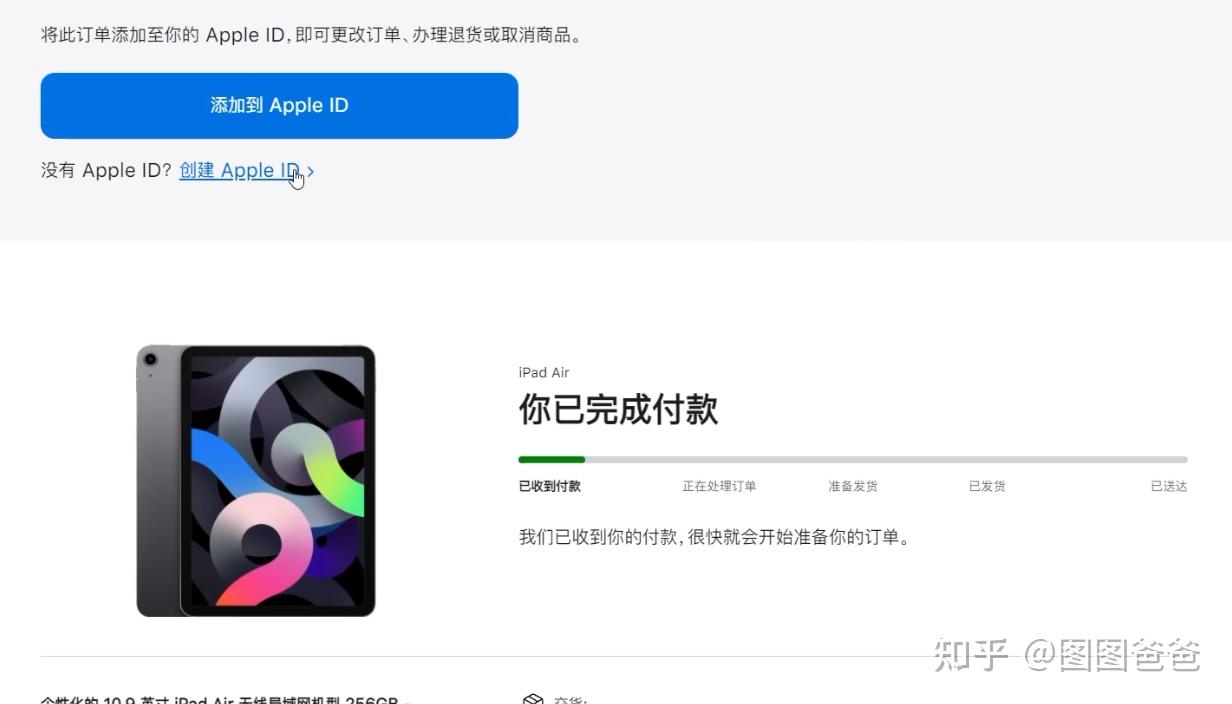 将此订单添加至你的 Apple ID，即可更改订单、办理退货或取消商品。
添加到 Apple ID
没有 Apple ID？创建 Apple ID >
iPad Air
你已完成付款
已收到付款 正在处理订单 准备发货 已发货 已送达
我们已收到你的付款，很快就会开始准备你的订单。
知乎 @图图爸爸
个性化的 10.9 英寸 iPad Air 无线局域网机型 256GB - 交货: